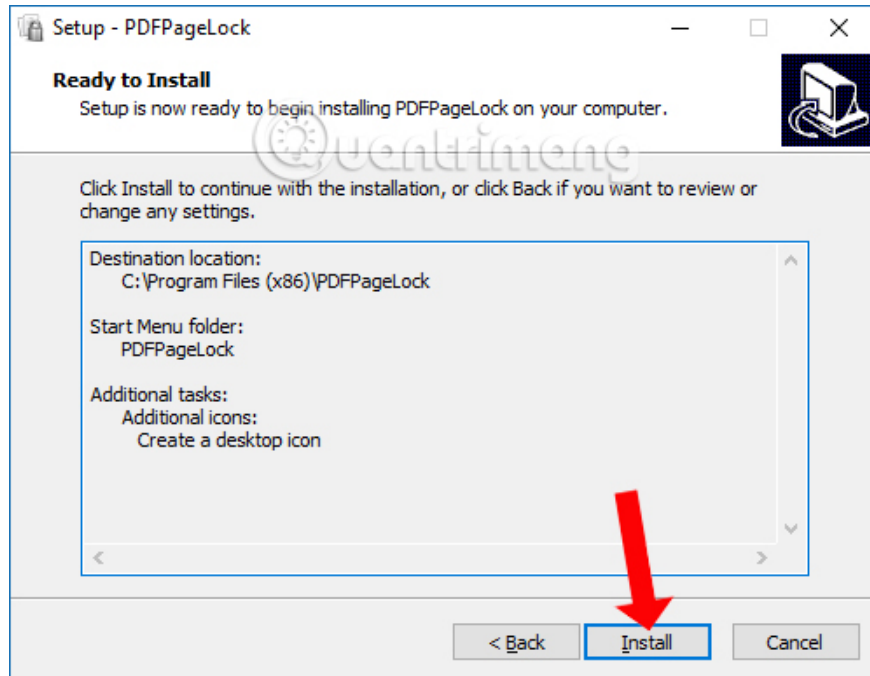 Setup - PDFPageLock
Ready to Install
Setup is now ready to begin installing PDFPageLock on your computer.
Quantrimang
Click Install to continue with the installation, or click Back if you want to review or
change any settings.
Destination location:
C:\Program Files (x86)\PDFPageLock
Start Menu folder:
PDFPageLock
Additional tasks:
Additional icons:
Create a desktop icon
< Back
Install
Cancel